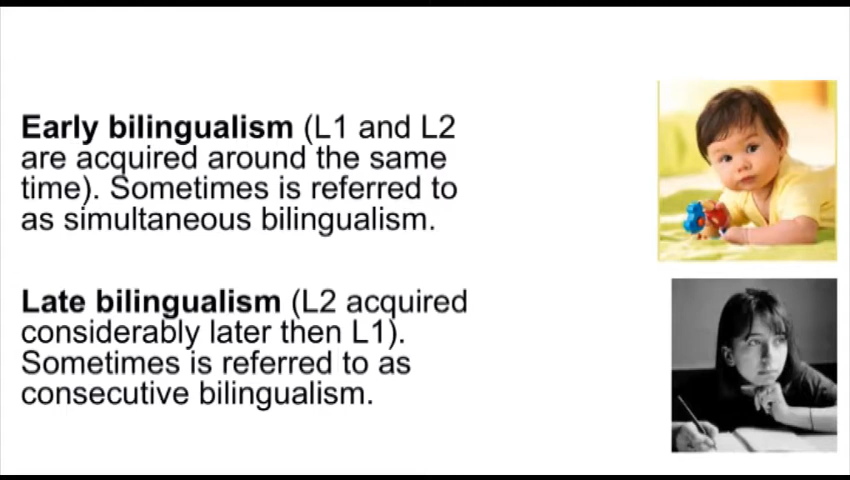 Early bilingualism (L1 and L2
are acquired around the same
time). Sometimes is referred to
as simultaneous bilingualism.
Late bilingualism (L2 acquired
considerably later then L1).
Sometimes is referred to as
consecutive bilingualism.